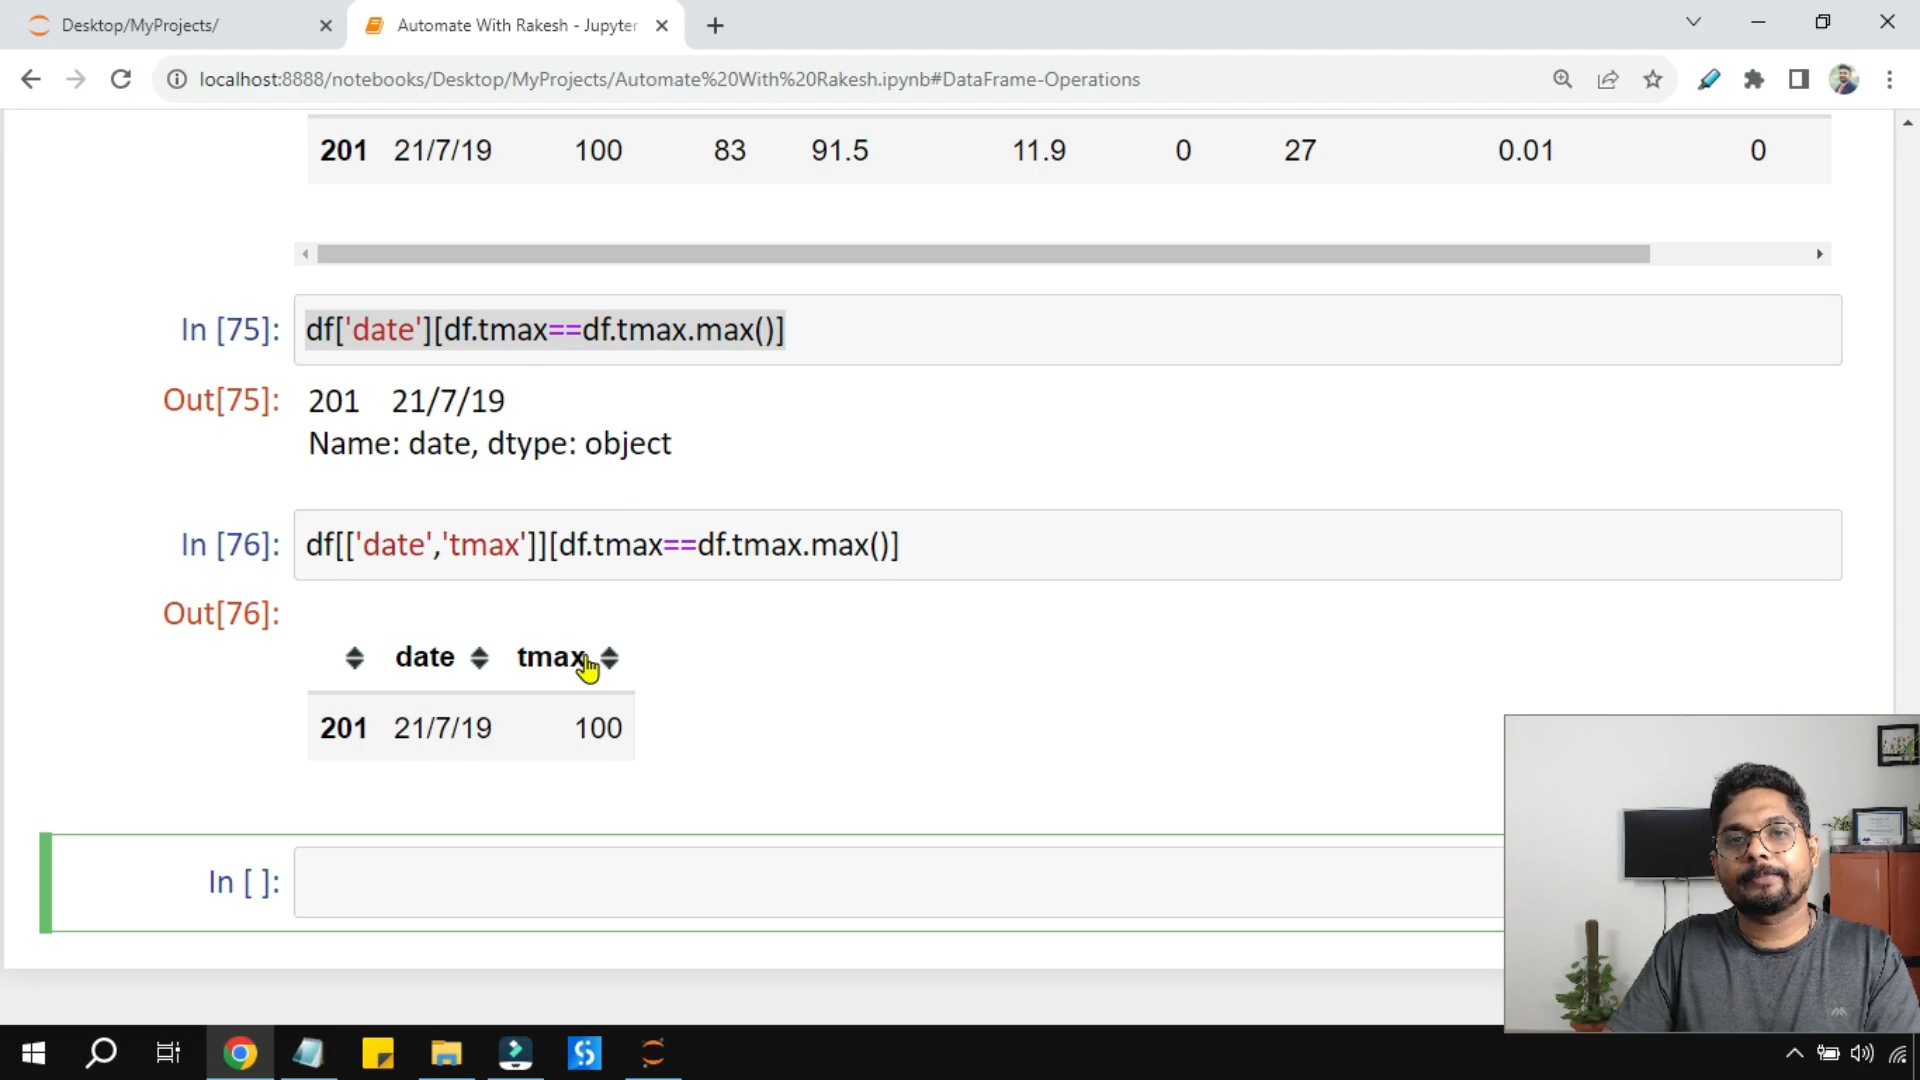 Desktop/MyProjects/
Automate With Rakesh - Jupyter
localhost:8888/notebooks/Desktop/MyProjects/Automate%20With%20Rakesh.ipynb#DataFrame-Operations
201 21/7/19 100 83 91.5 11.9 0 27 0.01 0
In [75]: df['date'][df.tmax==df.tmax.max()]
Out[75]: 201 21/7/19
Name: date, dtype: object
In [76]: df[['date','tmax']][df.tmax==df.tmax.max()]
Out[76]:
date tmax
201 21/7/19 100
In [ ]: